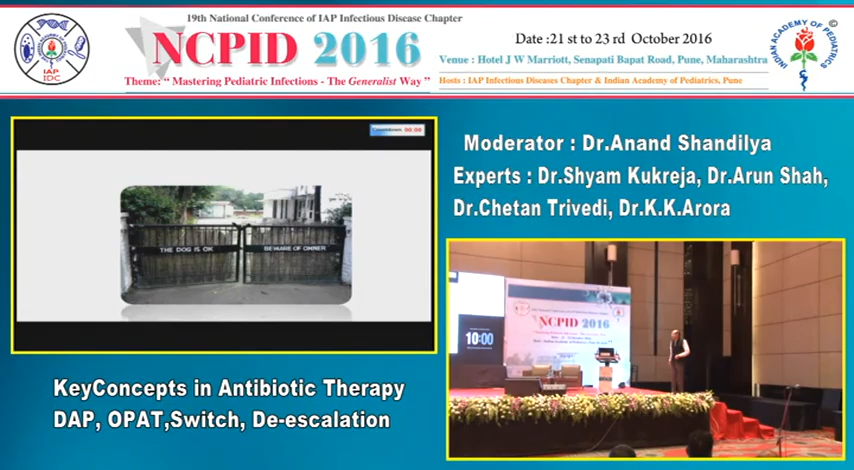 19th National Conference of IAP Infectious Disease Chapter
NCPID 2016
Theme: “ Mastering Pediatric Infections - The Generalist Way ”
Date :21 st to 23 rd October 2016
Venue : Hotel J W Marriott, Senapati Bapat Road, Pune, Maharashtra
Hosts : IAP Infectious Diseases Chapter & Indian Academy of Pediatrics, Pune
IAP
IDC
INDIAN ACADEMY OF PEDIATRICS
©
Countdown: 00:00
THE DOG IS OK
BEWARE OF OWNER
Moderator : Dr.Anand Shandilya
Experts : Dr.Shyam Kukreja, Dr.Arun Shah,
Dr.Chetan Trivedi, Dr.K.K.Arora
NCPID 2016
10:00
KeyConcepts in Antibiotic Therapy
DAP, OPAT,Switch, De-escalation